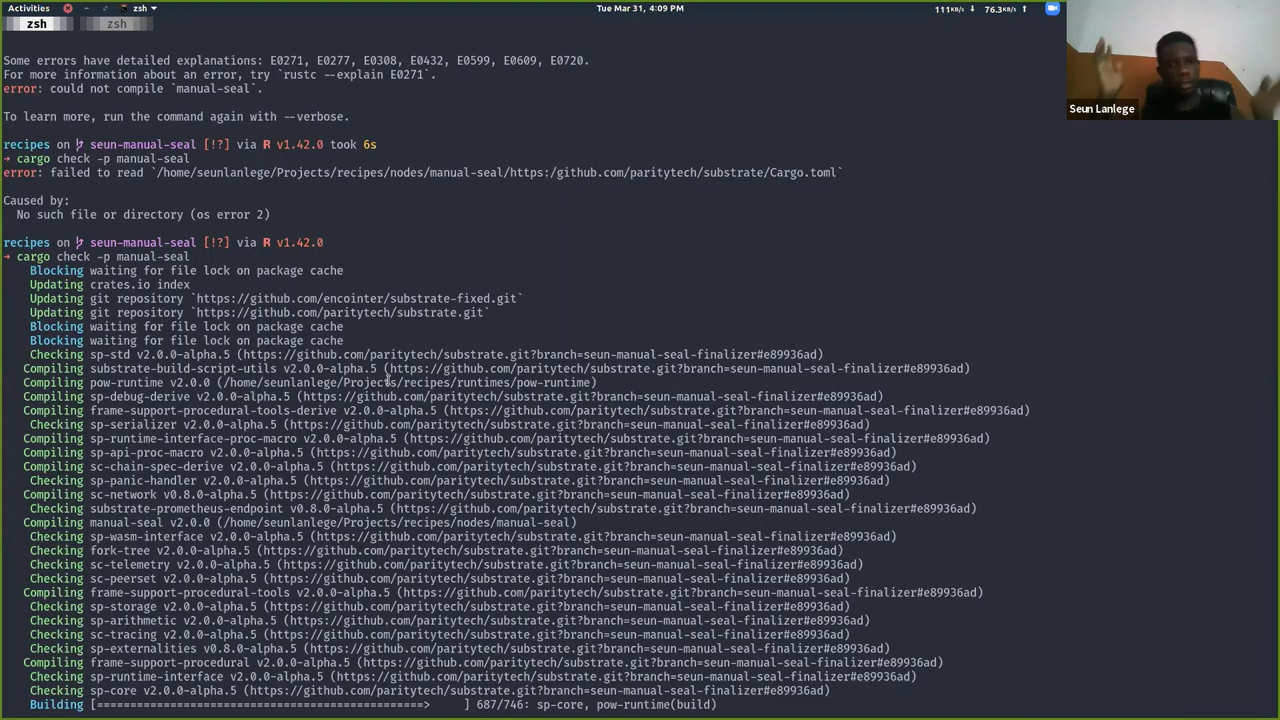 Activities
zsh
Tue Mar 31, 4:09 PM
111KB/s ↓ 76.3KB/s ↑
zsh
zsh
Some errors have detailed explanations: E0271, E0277, E0308, E0432, E0599, E0609, E0720.
For more information about an error, try `rustc --explain E0271`.
error: could not compile `manual-seal`.
To learn more, run the command again with --verbose.
recipes on seun-manual-seal [!?] via R v1.42.0 took 6s
→ cargo check -p manual-seal
error: failed to read `/home/seunlanlege/Projects/recipes/nodes/manual-seal/https:/github.com/paritytech/substrate/Cargo.toml`
Caused by:
No such file or directory (os error 2)
recipes on seun-manual-seal [!?] via R v1.42.0
→ cargo check -p manual-seal
Blocking waiting for file lock on package cache
Updating crates.io index
Updating git repository `https://github.com/encointer/substrate-fixed.git`
Updating git repository `https://github.com/paritytech/substrate.git`
Blocking waiting for file lock on package cache
Blocking waiting for file lock on package cache
Checking sp-std v2.0.0-alpha.5 (https://github.com/paritytech/substrate.git?branch=seun-manual-seal-finalizer#e89936ad)
Compiling substrate-build-script-utils v2.0.0-alpha.5 (https://github.com/paritytech/substrate.git?branch=seun-manual-seal-finalizer#e89936ad)
Compiling pow-runtime v2.0.0 (/home/seunlanlege/Projects/recipes/runtimes/pow-runtime)
Compiling sp-debug-derive v2.0.0-alpha.5 (https://github.com/paritytech/substrate.git?branch=seun-manual-seal-finalizer#e89936ad)
Compiling frame-support-procedural-tools-derive v2.0.0-alpha.5 (https://github.com/paritytech/substrate.git?branch=seun-manual-seal-finalizer#e89936ad)
Checking sp-serializer v2.0.0-alpha.5 (https://github.com/paritytech/substrate.git?branch=seun-manual-seal-finalizer#e89936ad)
Compiling sp-runtime-interface-proc-macro v2.0.0-alpha.5 (https://github.com/paritytech/substrate.git?branch=seun-manual-seal-finalizer#e89936ad)
Compiling sp-api-proc-macro v2.0.0-alpha.5 (https://github.com/paritytech/substrate.git?branch=seun-manual-seal-finalizer#e89936ad)
Compiling sc-chain-spec-derive v2.0.0-alpha.5 (https://github.com/paritytech/substrate.git?branch=seun-manual-seal-finalizer#e89936ad)
Checking sp-panic-handler v2.0.0-alpha.5 (https://github.com/paritytech/substrate.git?branch=seun-manual-seal-finalizer#e89936ad)
Compiling sc-network v0.8.0-alpha.5 (https://github.com/paritytech/substrate.git?branch=seun-manual-seal-finalizer#e89936ad)
Checking substrate-prometheus-endpoint v0.8.0-alpha.5 (https://github.com/paritytech/substrate.git?branch=seun-manual-seal-finalizer#e89936ad)
Compiling manual-seal v2.0.0 (/home/seunlanlege/Projects/recipes/nodes/manual-seal)
Checking sp-wasm-interface v2.0.0-alpha.5 (https://github.com/paritytech/substrate.git?branch=seun-manual-seal-finalizer#e89936ad)
Checking fork-tree v2.0.0-alpha.5 (https://github.com/paritytech/substrate.git?branch=seun-manual-seal-finalizer#e89936ad)
Checking sc-telemetry v2.0.0-alpha.5 (https://github.com/paritytech/substrate.git?branch=seun-manual-seal-finalizer#e89936ad)
Checking sc-peerset v2.0.0-alpha.5 (https://github.com/paritytech/substrate.git?branch=seun-manual-seal-finalizer#e89936ad)
Compiling frame-support-procedural-tools v2.0.0-alpha.5 (https://github.com/paritytech/substrate.git?branch=seun-manual-seal-finalizer#e89936ad)
Checking sp-storage v2.0.0-alpha.5 (https://github.com/paritytech/substrate.git?branch=seun-manual-seal-finalizer#e89936ad)
Checking sp-arithmetic v2.0.0-alpha.5 (https://github.com/paritytech/substrate.git?branch=seun-manual-seal-finalizer#e89936ad)
Checking sc-tracing v2.0.0-alpha.5 (https://github.com/paritytech/substrate.git?branch=seun-manual-seal-finalizer#e89936ad)
Checking sp-externalities v0.8.0-alpha.5 (https://github.com/paritytech/substrate.git?branch=seun-manual-seal-finalizer#e89936ad)
Compiling frame-support-procedural v2.0.0-alpha.5 (https://github.com/paritytech/substrate.git?branch=seun-manual-seal-finalizer#e89936ad)
Checking sp-runtime-interface v2.0.0-alpha.5 (https://github.com/paritytech/substrate.git?branch=seun-manual-seal-finalizer#e89936ad)
Checking sp-core v2.0.0-alpha.5 (https://github.com/paritytech/substrate.git?branch=seun-manual-seal-finalizer#e89936ad)
Building [=================================================> ] 687/746: sp-core, pow-runtime(build)
Seun Lanlege